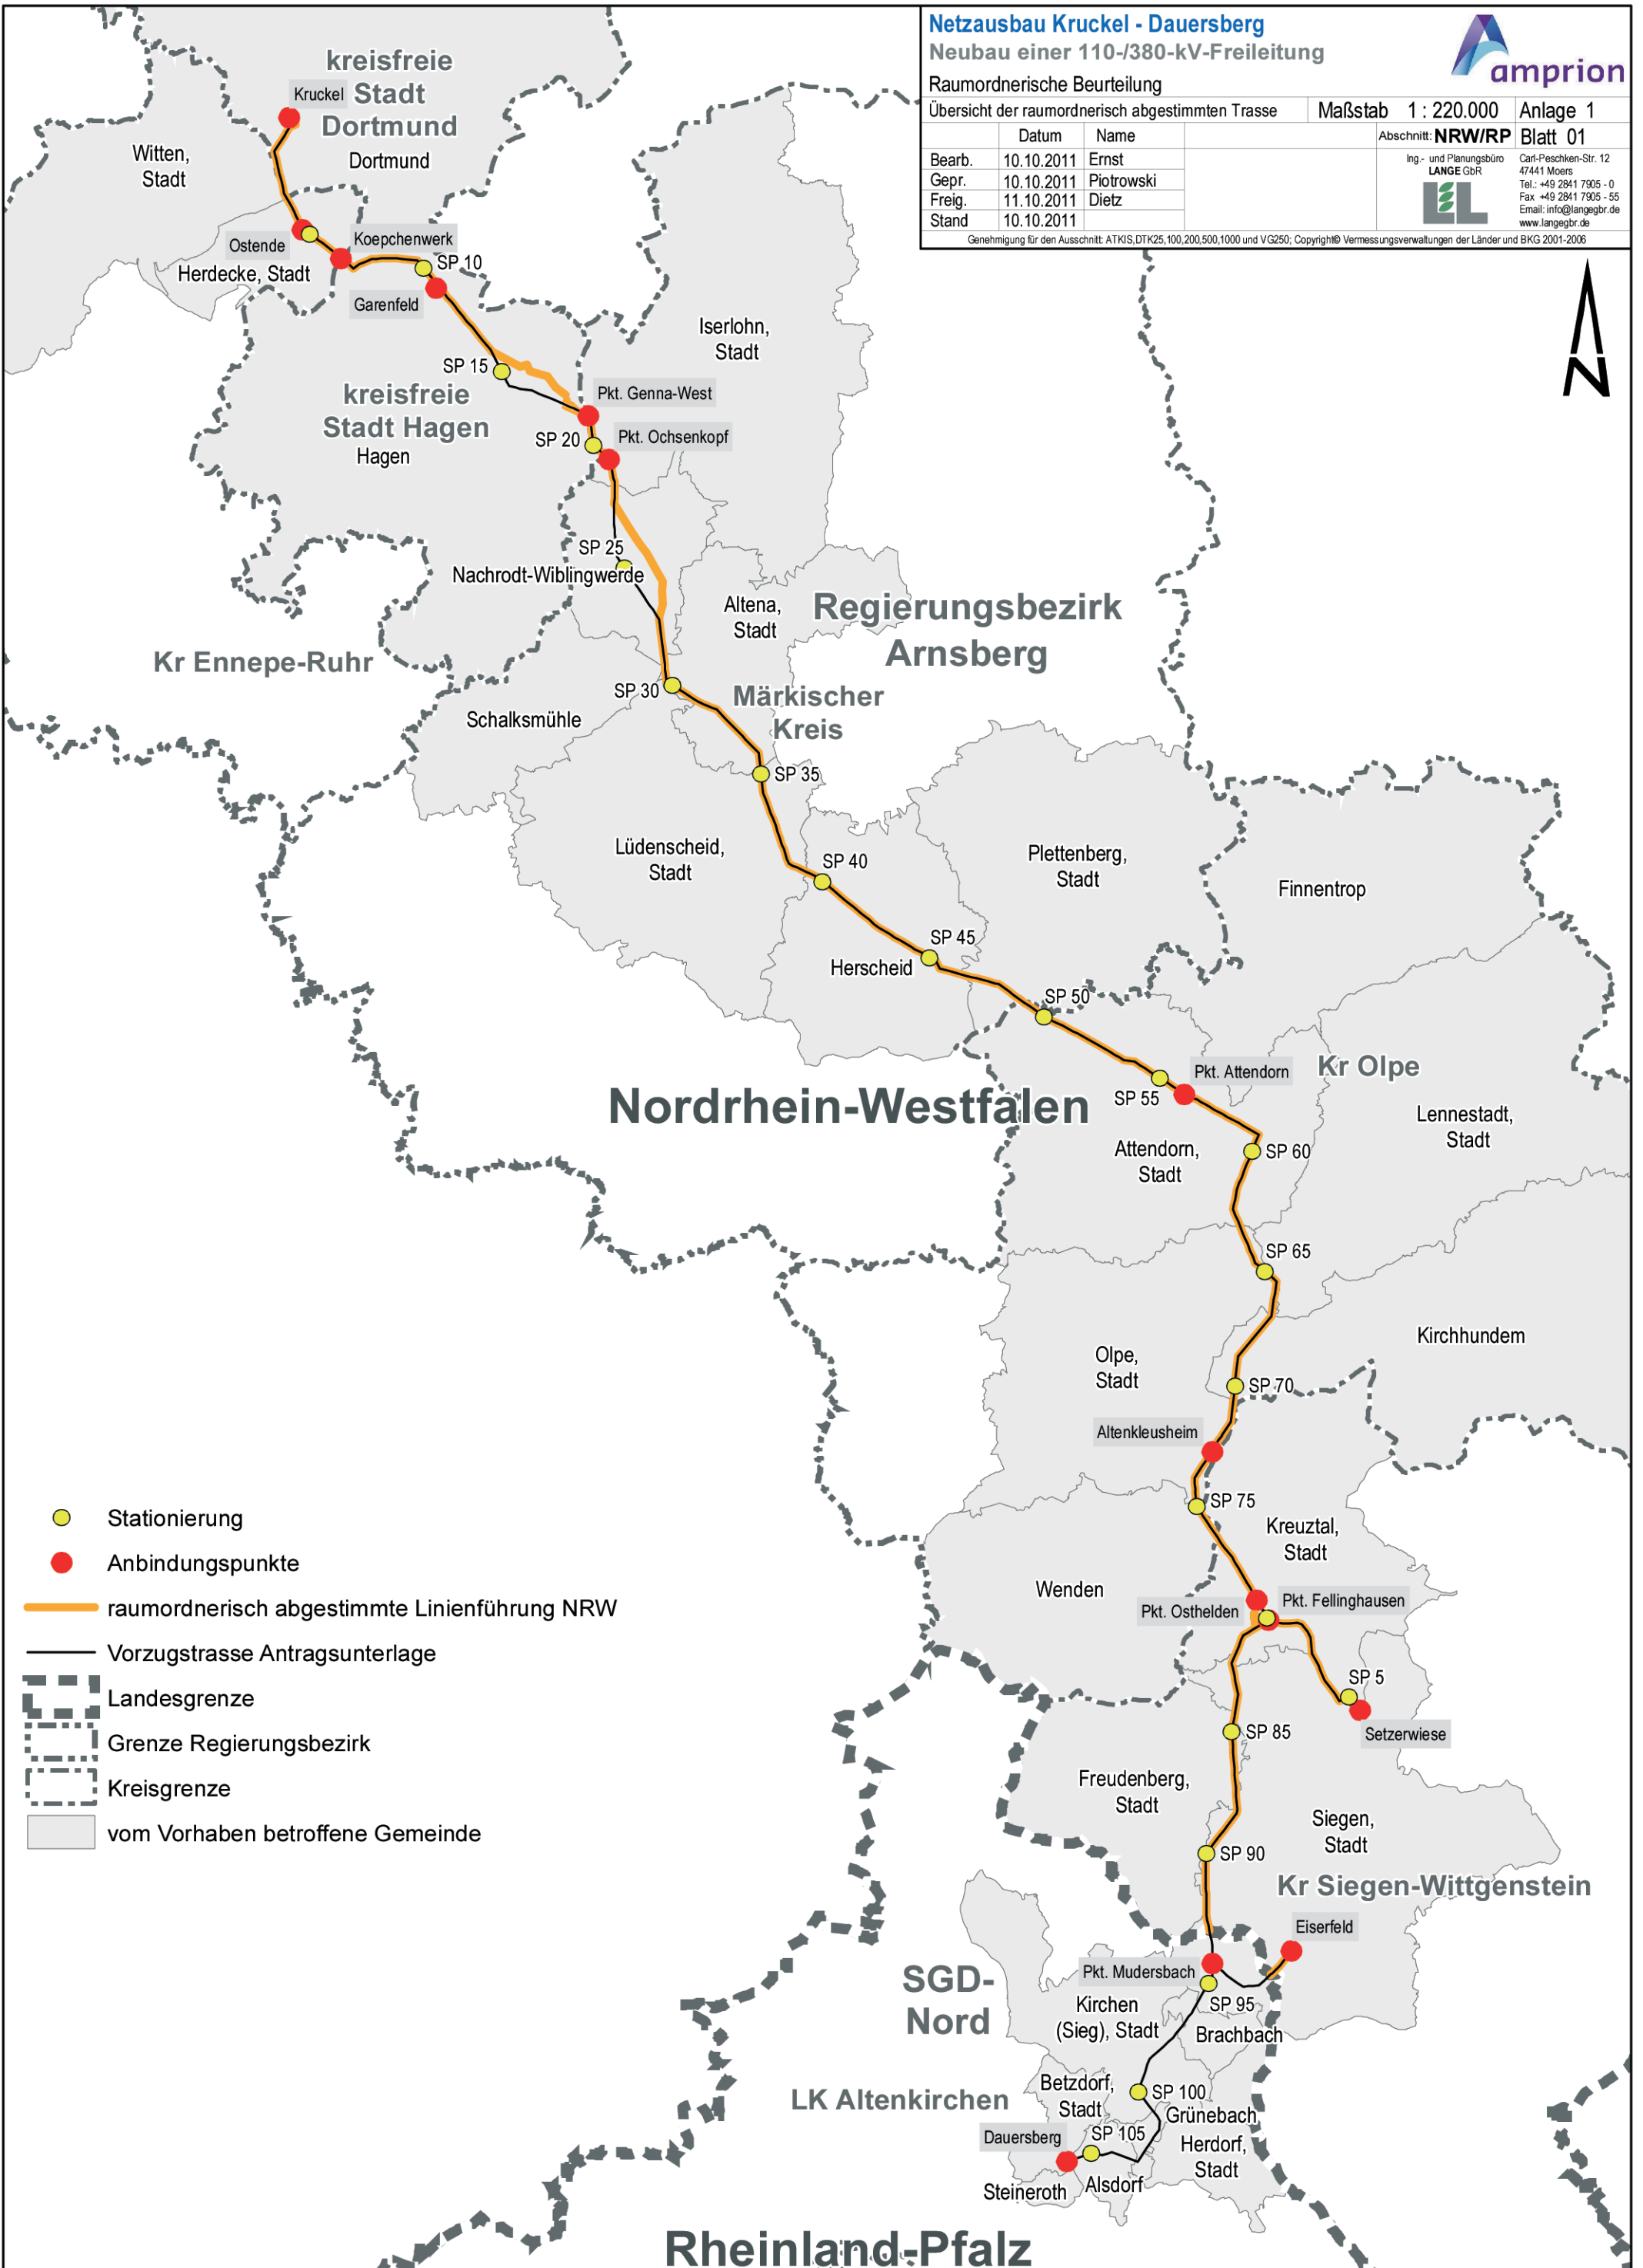 Netzausbau Kruckel - Dauersberg
Neubau einer 110-/380-kV-Freileitung
amprion
Raumordnerische Beurteilung
Übersicht der raumordnerisch abgestimmten Trasse
Maßstab 1 : 220.000
Anlage 1
Datum Name
Abschnitt: NRW/RP
Blatt 01
Bearb. 10.10.2011 Ernst
Gepr. 10.10.2011 Piotrowski
Freig. 11.10.2011 Dietz
Stand 10.10.2011
Ing.- und Planungsbüro
LANGE GbR
Carl-Peschken-Str. 12
47441 Moers
Tel.: +49 2841 7905 - 0
Fax +49 2841 7905 - 55
Email: info@langegbr.de
www.langegbr.de
Genehmigung für den Ausschnitt: ATKIS,DTK25,100,200,500,1000 und VG250; Copyright© Vermessungsverwaltungen der Länder und BKG 2001-2006
N
kreisfreie
Stadt
Dortmund
Kruckel
Dortmund
Witten,
Stadt
Ostende
Koepchenwerk
Herdecke, Stadt
SP 10
Garenfeld
Iserlohn,
Stadt
SP 15
kreisfreie
Stadt Hagen
Hagen
Pkt. Genna-West
SP 20
Pkt. Ochsenkopf
SP 25
Nachrodt-Wiblingwerde
Altena,
Stadt
Regierungsbezirk
Arnsberg
Kr Ennepe-Ruhr
SP 30
Märkischer
Kreis
Schalksmühle
SP 35
Lüdenscheid,
Stadt
SP 40
Plettenberg,
Stadt
Finnentrop
SP 45
Herscheid
SP 50
Pkt. Attendorn
Kr Olpe
SP 55
Nordrhein-Westfalen
Lennestadt,
Stadt
Attendorn,
Stadt
SP 60
SP 65
Kirchhundem
Olpe,
Stadt
SP 70
Altenkleusheim
SP 75
Kreuztal,
Stadt
Wenden
Pkt. Osthelden
Pkt. Fellinghausen
SP 5
Setzerwiese
SP 85
Freudenberg,
Stadt
Siegen,
Stadt
SP 90
Kr Siegen-Wittgenstein
Eiserfeld
Pkt. Mudersbach
SGD-
Nord
SP 95
Kirchen
(Sieg), Stadt
Brachbach
LK Altenkirchen
Betzdorf,
Stadt
SP 100
Grünebach
SP 105
Dauersberg
Herdorf,
Stadt
Alsdorf
Steineroth
Rheinland-Pfalz
Stationierung
Anbindungspunkte
raumordnerisch abgestimmte Linienführung NRW
Vorzugstrasse Antragsunterlage
Landesgrenze
Grenze Regierungsbezirk
Kreisgrenze
vom Vorhaben betroffene Gemeinde